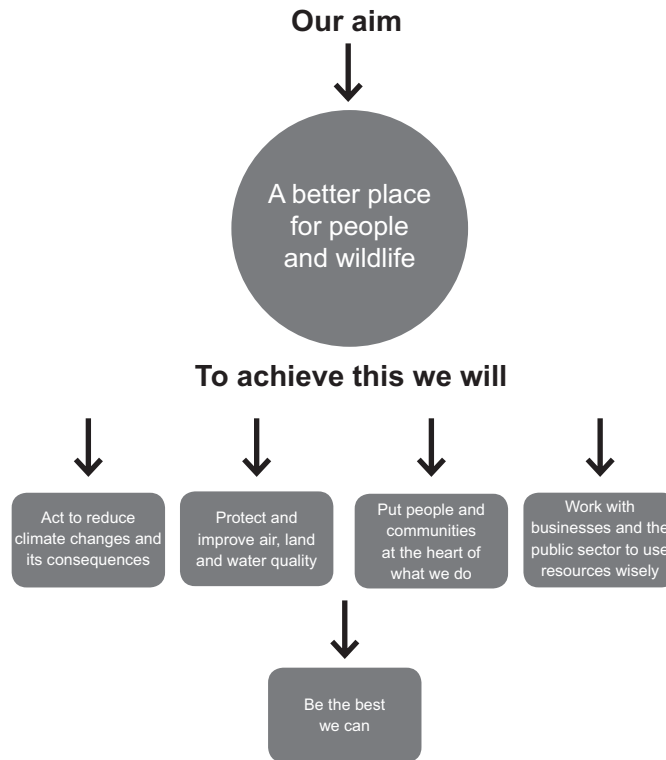 Our aim
A better place
for people
and wildlife
To achieve this we will
Act to reduce
climate changes and
its consequences
Protect and
improve air, land
and water quality
Put people and
communities
at the heart of
what we do
Work with
businesses and the
public sector to use
resources wisely
Be the best
we can